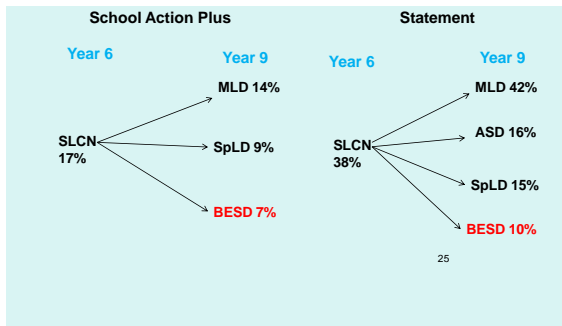 School Action Plus
Year 6
Year 9
MLD 14%
SLCN
17%
SpLD 9%
BESD 7%
Statement
Year 6
Year 9
MLD 42%
ASD 16%
SLCN
38%
SpLD 15%
BESD 10%
25